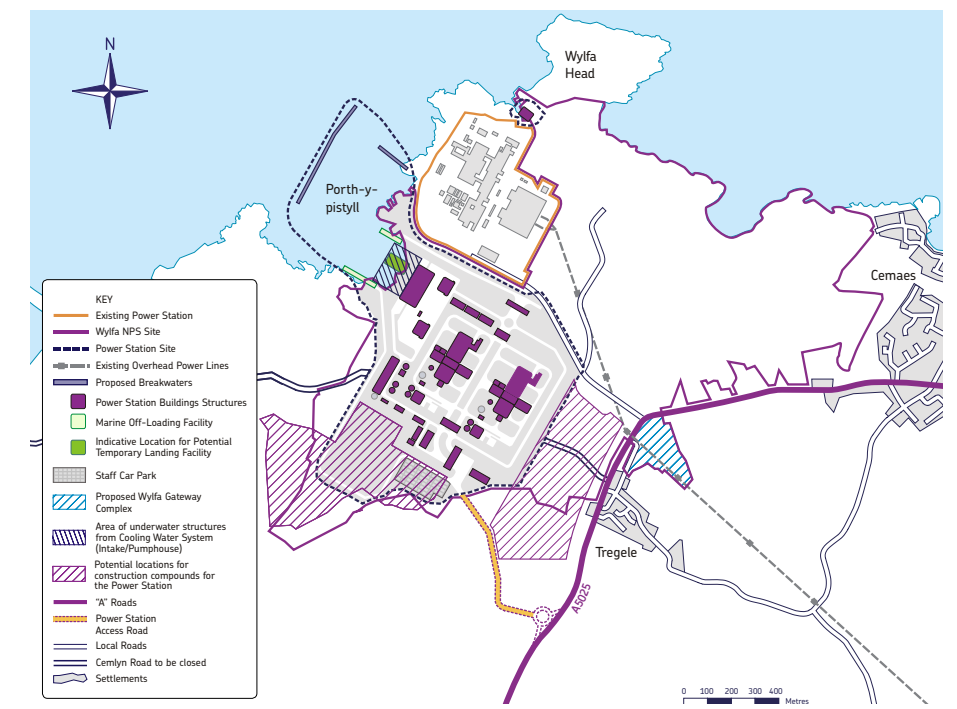 N
Wylfa
Head
Porth-y-
pistyll
Cemaes
KEY
Existing Power Station
Wylfa NPS Site
Power Station Site
Existing Overhead Power Lines
Proposed Breakwaters
Power Station Buildings Structures
Marine Off-Loading Facility
Indicative Location for Potential
Temporary Landing Facility
Staff Car Park
Proposed Wylfa Gateway
Complex
Area of underwater structures
from Cooling Water System
(Intake/Pumphouse)
Potential locations for
construction compounds for
the Power Station
"A" Roads
Power Station
Access Road
Local Roads
Cemlyn Road to be closed
Settlements
Tregele
A5025
0 100 200 300 400
Metres